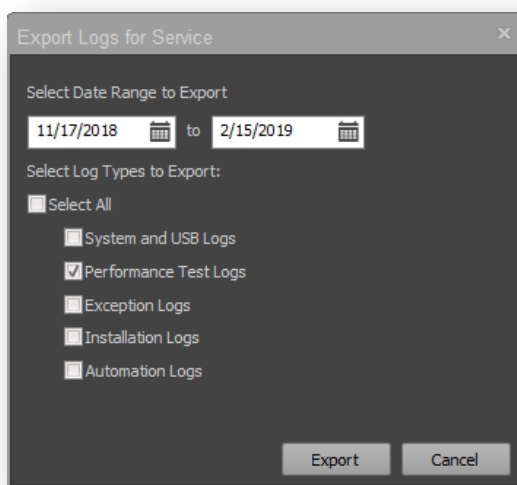 Export Logs for Service
Select Date Range to Export
11/17/2018 to 2/15/2019
Select Log Types to Export:
Select All
System and USB Logs
Performance Test Logs
Exception Logs
Installation Logs
Automation Logs
Export Cancel